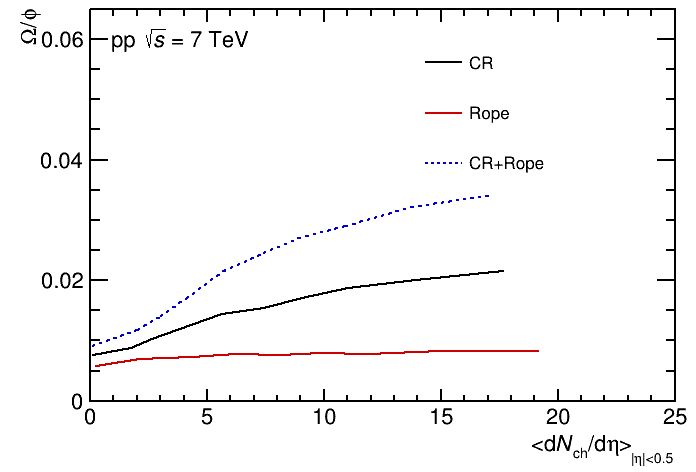 Ω/φ
pp √s = 7 TeV
CR
Rope
CR+Rope
0.06
0.04
0.02
0
0 5 10 15 20 25
<dN_ch/dη>_|η|<0.5